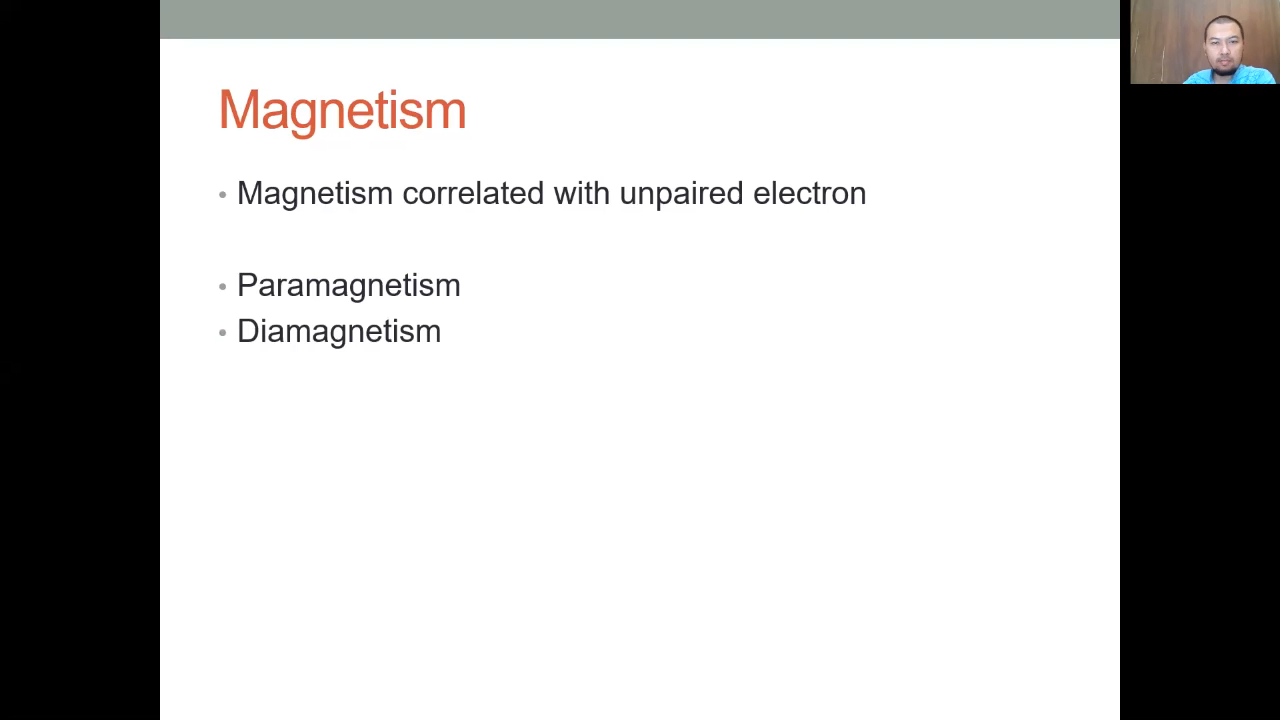 Magnetism
• Magnetism correlated with unpaired electron
• Paramagnetism
• Diamagnetism